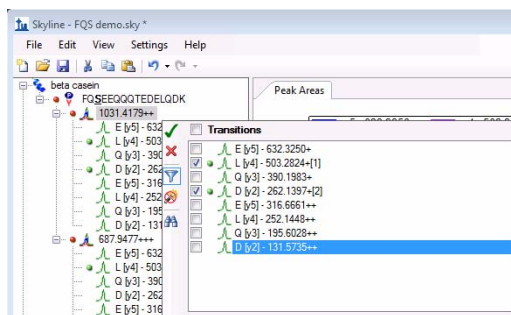 Skyline - FQS demo.sky *
File Edit View Settings Help
beta casein
FQSEEQQQTEDELQDK
1031.4179++
E [y5] - 632
L [y4] - 503
Q [y3] - 390
D [y2] - 262
E [y5] - 316
L [y4] - 252
Q [y3] - 195
D [y2] - 131
687.9477+++
E [y5] - 632
L [y4] - 503
Q [y3] - 390
D [y2] - 262
E [y5] - 316
Peak Areas
Transitions
E [y5] - 632.3250+
L [y4] - 503.2824+[1]
Q [y3] - 390.1983+
D [y2] - 262.1397+[2]
E [y5] - 316.6661++
L [y4] - 252.1448++
Q [y3] - 195.6028++
D [y2] - 131.5735++